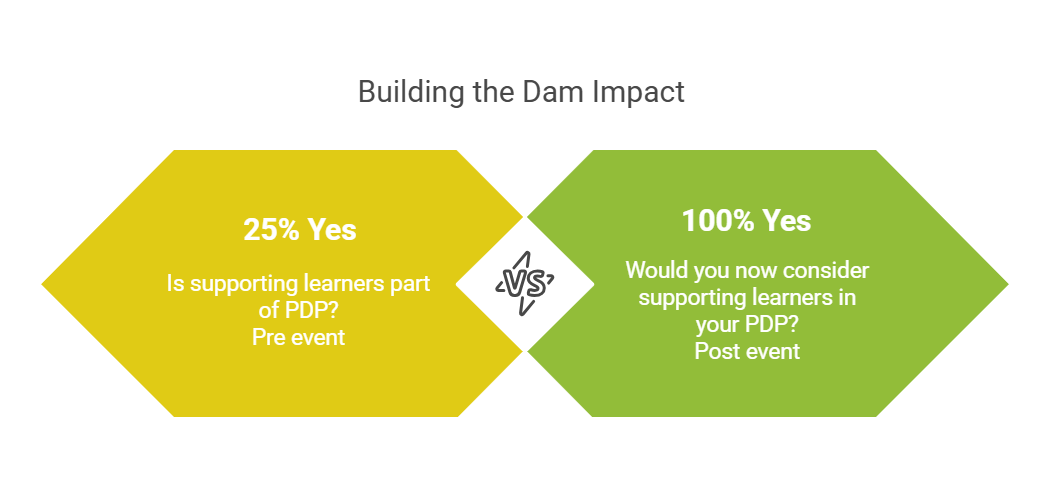 Building the Dam Impact
25% Yes
Is supporting learners part
of PDP?
Pre event
VS
100% Yes
Would you now consider
supporting learners in
your PDP?
Post event